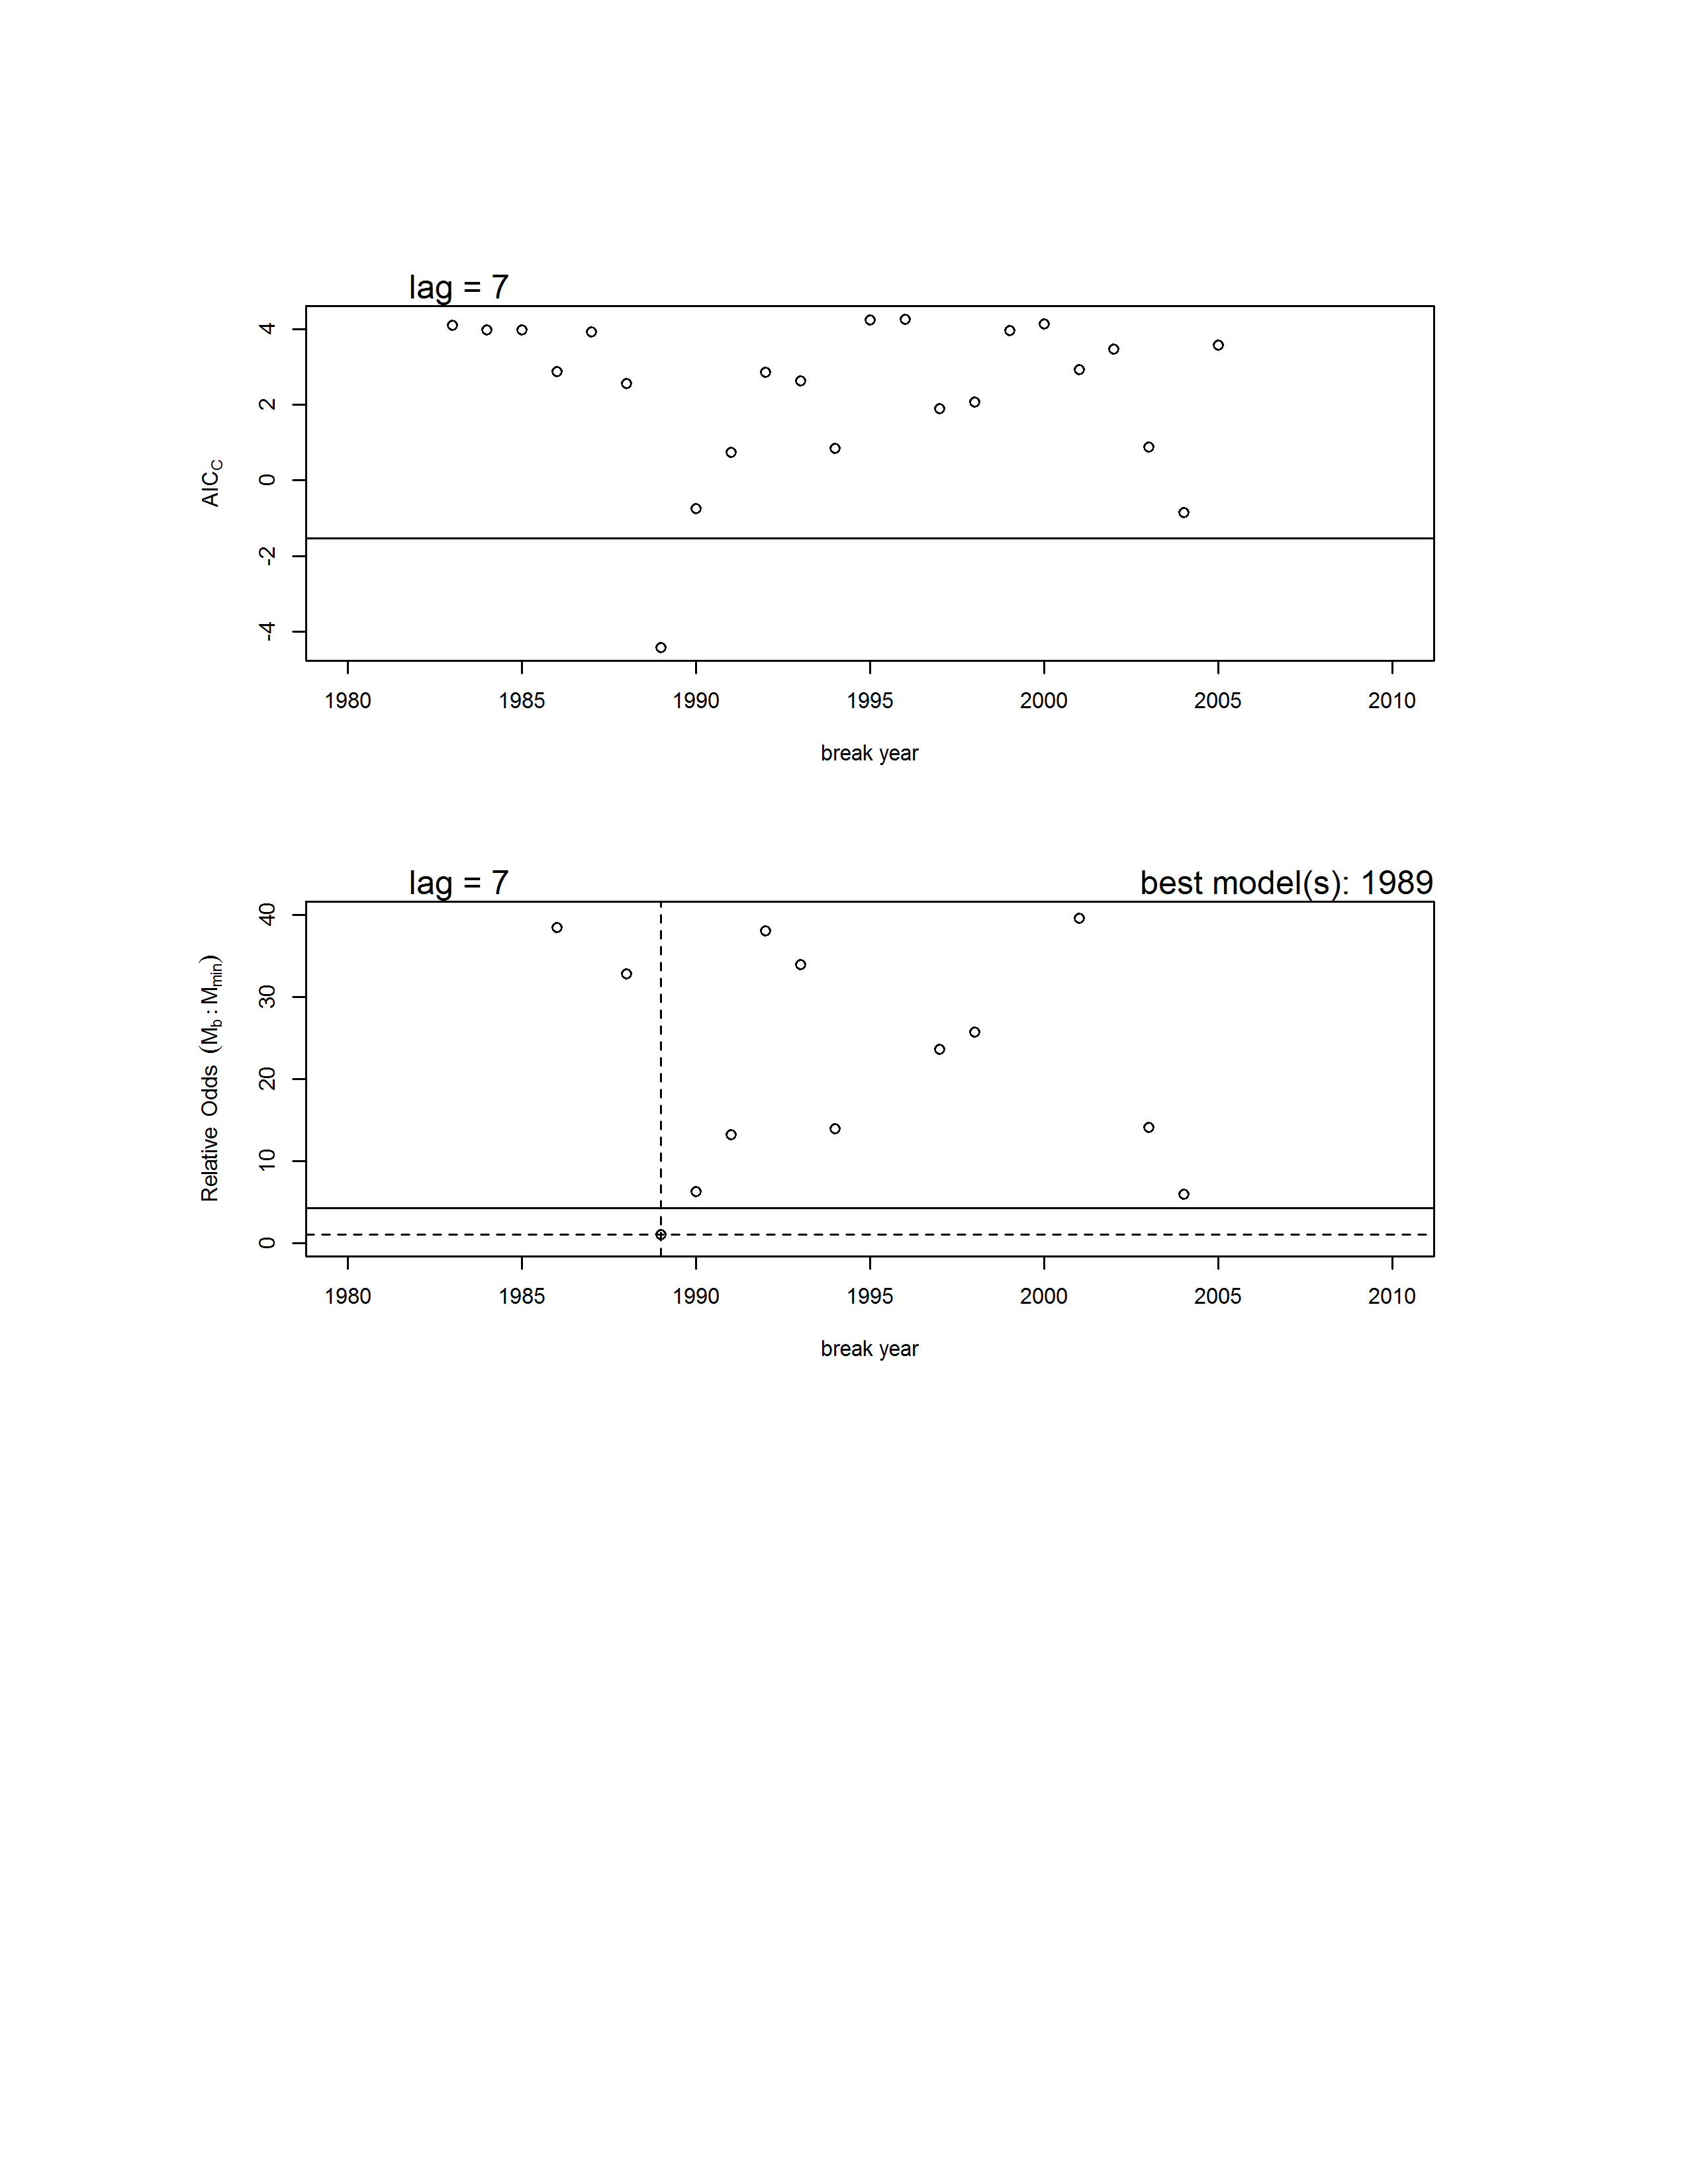 lag = 7
4
2
0
-2
-4
AICC
1980 1985 1990 1995 2000 2005 2010
break year
lag = 7 best model(s): 1989
40
30
20
10
0
Relative Odds (Mb : Mmin)
1980 1985 1990 1995 2000 2005 2010
break year